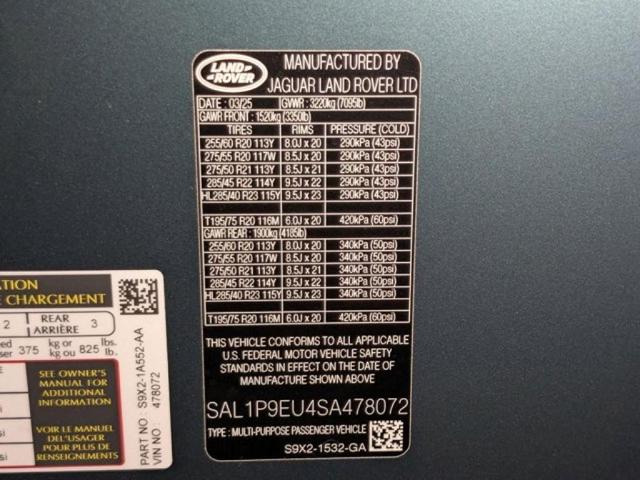 LAND ROVER
MANUFACTURED BY
JAGUAR LAND ROVER LTD
DATE : 03/25 GVWR : 3220kg (7095lb)
GAWR FRONT : 1520kg (3350lb)
TIRES RIMS PRESSURE (COLD)
255/60 R20 113Y 8.0J x 20 290kPa (43psi)
275/55 R20 117W 8.5J x 20 290kPa (43psi)
275/50 R21 113Y 8.5J x 21 290kPa (43psi)
285/45 R22 114Y 9.5J x 22 290kPa (43psi)
HL285/40 R23 115Y 9.5J x 23 290kPa (43psi)
T195/75 R20 116M 6.0J x 20 420kPa (60psi)
GAWR REAR : 1900kg (4185lb)
255/60 R20 113Y 8.0J x 20 340kPa (50psi)
275/55 R20 117W 8.5J x 20 340kPa (50psi)
275/50 R21 113Y 8.5J x 21 340kPa (50psi)
285/45 R22 114Y 9.5J x 22 340kPa (50psi)
HL285/40 R23 115Y 9.5J x 23 340kPa (50psi)
T195/75 R20 116M 6.0J x 20 420kPa (60psi)
THIS VEHICLE CONFORMS TO ALL APPLICABLE
U.S. FEDERAL MOTOR VEHICLE SAFETY
STANDARDS IN EFFECT ON THE DATE OF
MANUFACTURE SHOWN ABOVE
SAL1P9EU4SA478072
TYPE : MULTI-PURPOSE PASSENGER VEHICLE
S9X2-1532-GA
ATION
E CHARGEMENT
2 REAR ARRIÈRE 3
ed 375 kg or 825 lbs.
ser kg ou lb.
SEE OWNER'S
MANUAL FOR
ADDITIONAL
INFORMATION
VOIR LE MANUEL
DE L'USAGER
POUR PLUS DE
RENSEIGNEMENTS
PART NO : S9X2-1A552-AA
VIN NO : 478072